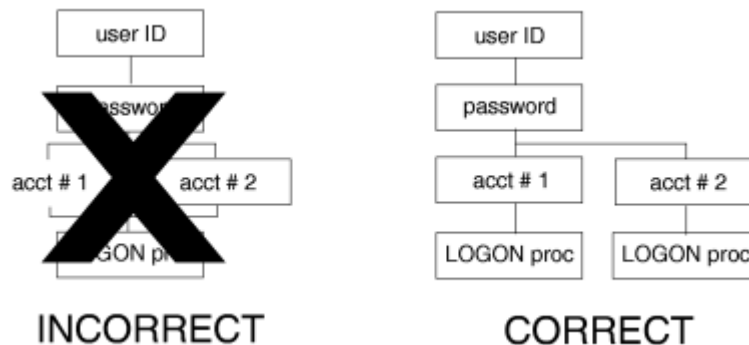 user ID
acct # 1
acct # 2
INCORRECT
user ID
password
acct # 1
acct # 2
LOGON proc
LOGON proc
CORRECT